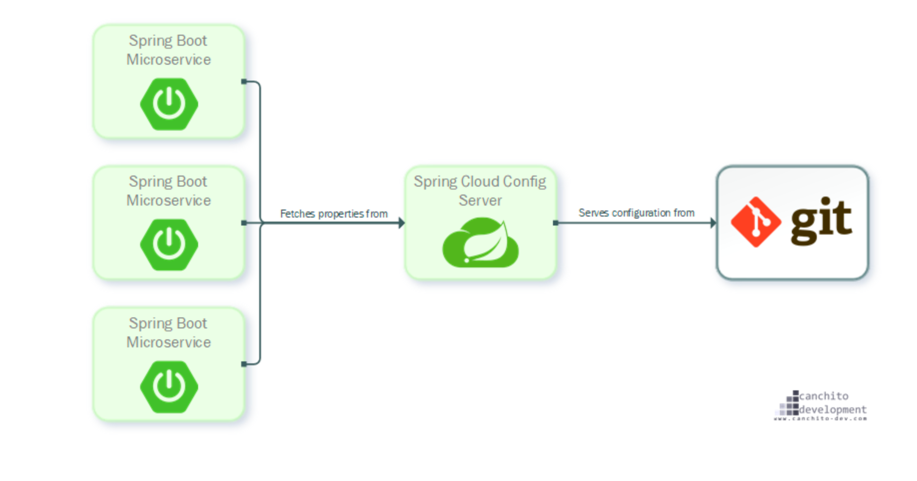 Spring Boot
Microservice
Spring Boot
Microservice
Fetches properties from
Spring Cloud Config
Server
Serves configuration from
git
Spring Boot
Microservice
canchito
development
www.canchito-dev.com